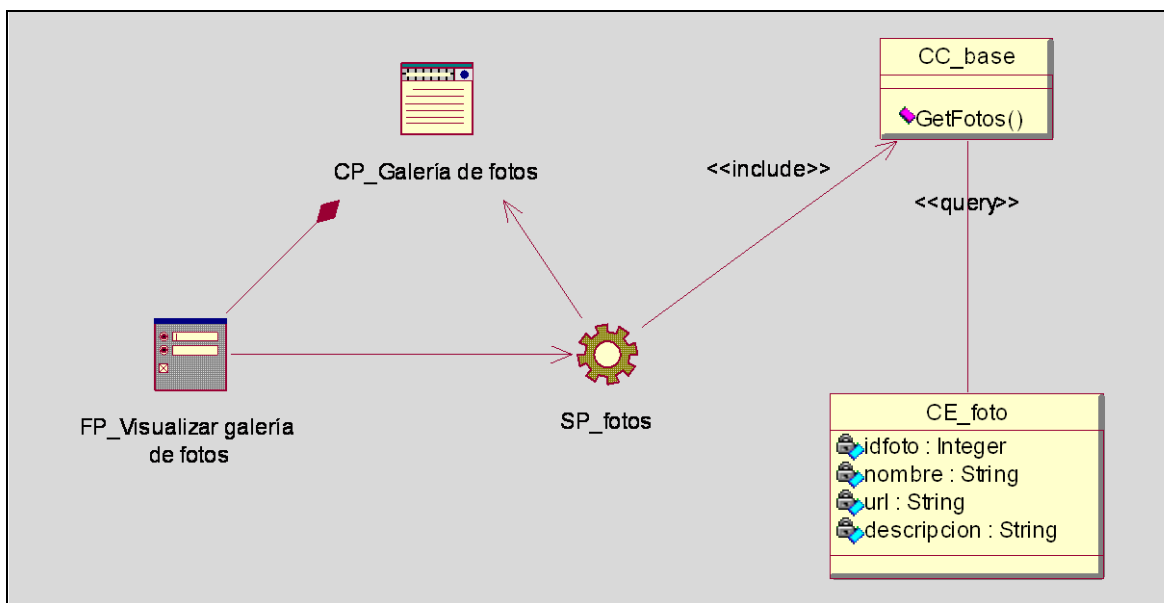 CC_base
GetFotos()
CP_Galería de fotos
<<include>>
<<query>>
FP_Visualizar galería
de fotos
SP_fotos
CE_foto
idfoto : Integer
nombre : String
url : String
descripcion : String